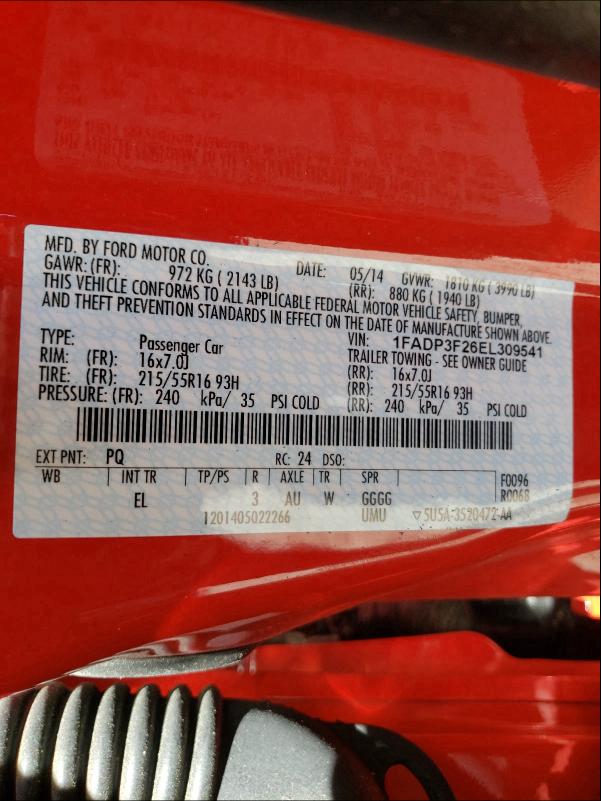 MFD. BY FORD MOTOR CO.
DATE: 05/14 GVWR: 1810 KG ( 3990 LB)
GAWR: (FR): 972 KG ( 2143 LB) (RR): 880 KG ( 1940 LB)
THIS VEHICLE CONFORMS TO ALL APPLICABLE FEDERAL MOTOR VEHICLE SAFETY, BUMPER,
AND THEFT PREVENTION STANDARDS IN EFFECT ON THE DATE OF MANUFACTURE SHOWN ABOVE.
VIN: 1FADP3F26EL309541
TYPE: Passenger Car TRAILER TOWING - SEE OWNER GUIDE
RIM: (FR): 16x7.0J (RR): 16x7.0J
TIRE: (FR): 215/55R16 93H (RR): 215/55R16 93H
PRESSURE: (FR): 240 kPa/ 35 PSI COLD (RR): 240 kPa/ 35 PSI COLD
EXT PNT: PQ RC: 24 DSO:
WB INT TR TP/PS R AXLE TR SPR F0096
EL 3 AU W GGGG R0068
1201405022266 UMU ▽5U5A-3520472-AA